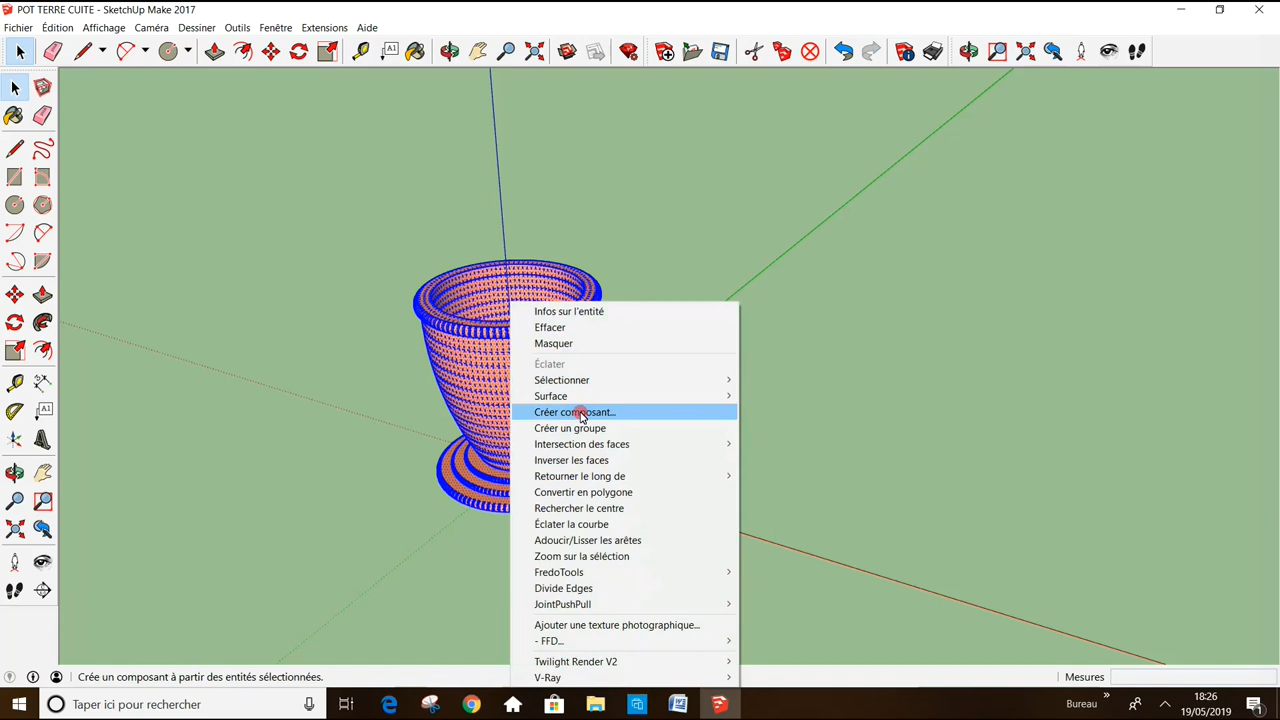 POT TERRE CUITE - SketchUp Make 2017
Fichier Édition Affichage Caméra Dessiner Outils Fenêtre Extensions Aide
Infos sur l'entité
Effacer
Masquer
Éclater
Sélectionner
Surface
Créer composant...
Créer un groupe
Intersection des faces
Inverser les faces
Retourner le long de
Convertir en polygone
Rechercher le centre
Éclater la courbe
Adoucir/Lisser les arêtes
Zoom sur la séléction
FredoTools
Divide Edges
JointPushPull
Ajouter une texture photographique...
- FFD...
Twilight Render V2
V-Ray
Crée un composant à partir des entités sélectionnées.
Mesures
Taper ici pour rechercher
Bureau
18:26
19/05/2019